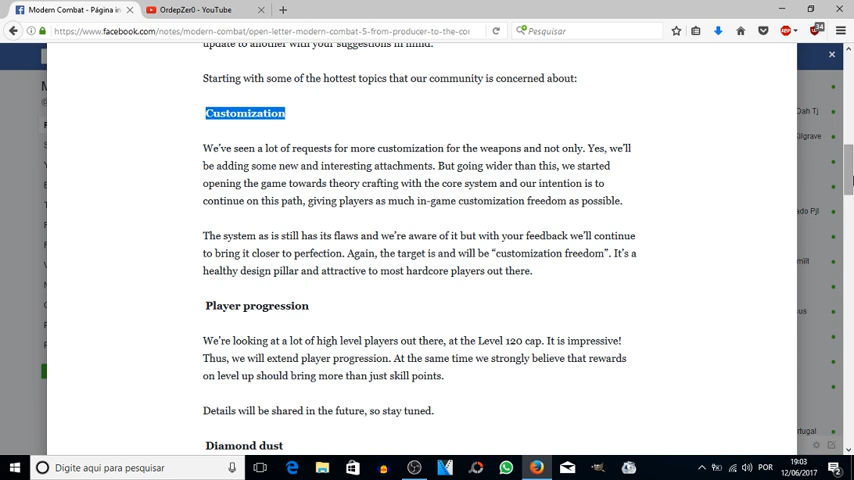 Modern Combat - Página in
OrdepZer0 - YouTube
https://www.facebook.com/notes/modern-combat/open-letter-modern-combat-5-from-producer-to-the-co
Pesquisar
34
ABP
update to another with your suggestions in mind.
Starting with some of the hottest topics that our community is concerned about:
Customization
We've seen a lot of requests for more customization for the weapons and not only. Yes, we'll
be adding some new and interesting attachments. But going wider than this, we started
opening the game towards theory crafting with the core system and our intention is to
continue on this path, giving players as much in-game customization freedom as possible.
The system as is still has its flaws and we're aware of it but with your feedback we'll continue
to bring it closer to perfection. Again, the target is and will be “customization freedom”. It's a
healthy design pillar and attractive to most hardcore players out there.
Player progression
We're looking at a lot of high level players out there, at the Level 120 cap. It is impressive!
Thus, we will extend player progression. At the same time we strongly believe that rewards
on level up should bring more than just skill points.
Details will be shared in the future, so stay tuned.
Diamond dust
Dah Tj
Kilgrave
ado Pjl
us
ortugal
Digite aqui para pesquisar
POR
19:03
12/06/2017
2